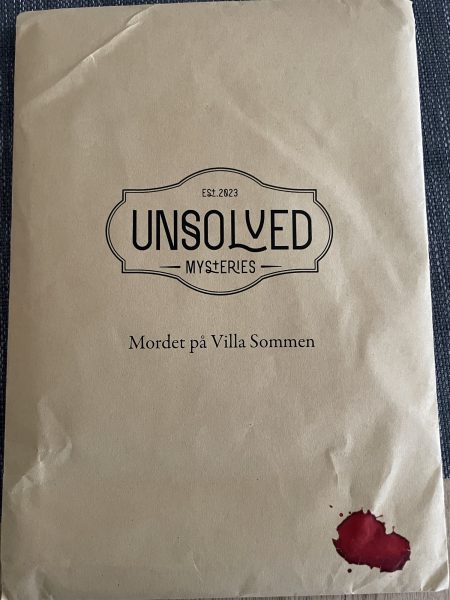 Est.2023
UNSOLVED
MYSTERIES
Mordet på Villa Sommen